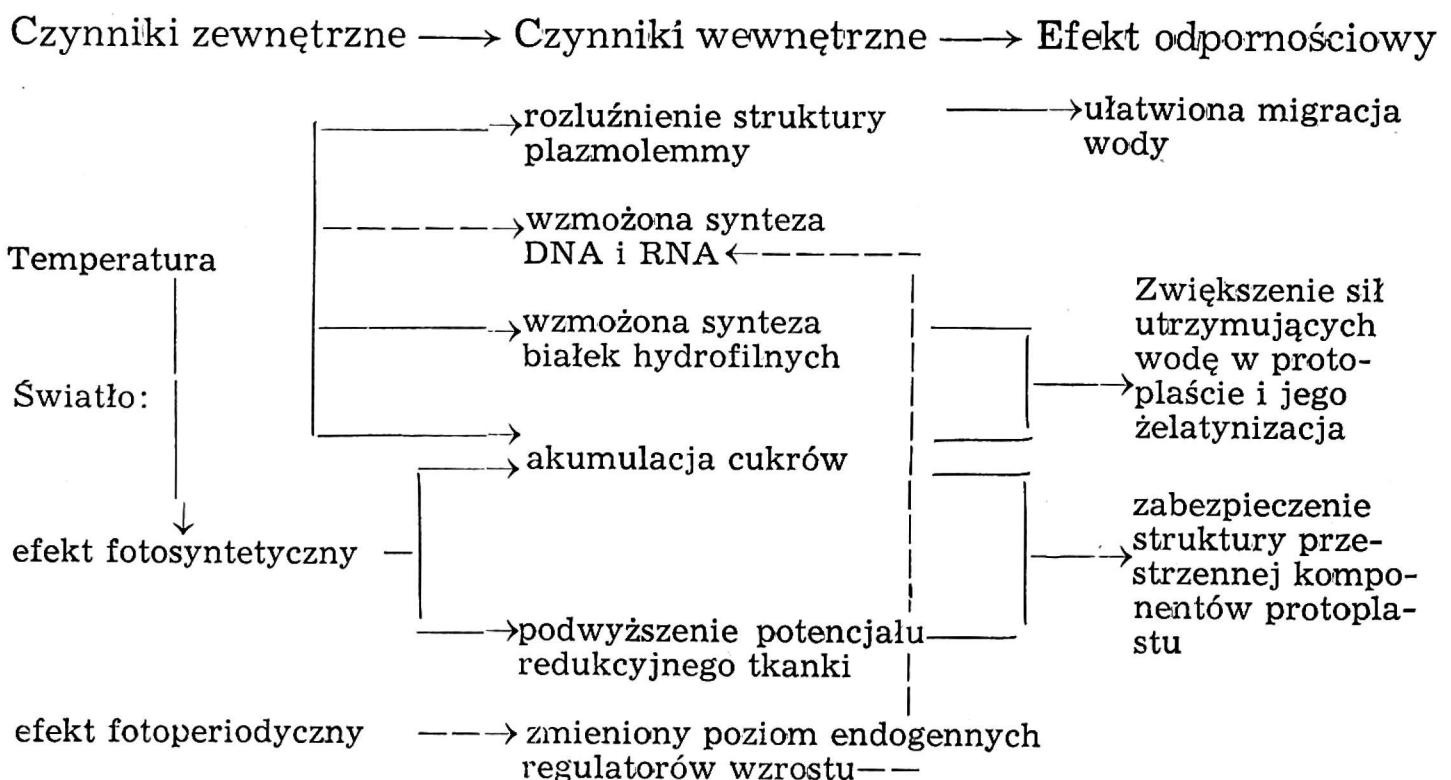 Czynniki zewnętrzne → Czynniki wewnętrzne → Efekt odpornościowy
rozluźnienie struktury
plazmolemmy
ułatwiona migracja
wody
wzmożona synteza
DNA i RNA
Temperatura
wzmożona synteza
białek hydrofilnych
Zwiększenie sił
utrzymujących
wodę w proto-
plaście i jego
żelatynizacja
Światło:
akumulacja cukrów
efekt fotosyntetyczny
zabezpieczenie
struktury prze-
strzennej kompo-
nentów protopla-
stu
podwyższenie potencjału
redukcyjnego tkanki
efekt fotoperiodyczny
zmieniony poziom endogennych
regulatorów wzrostu